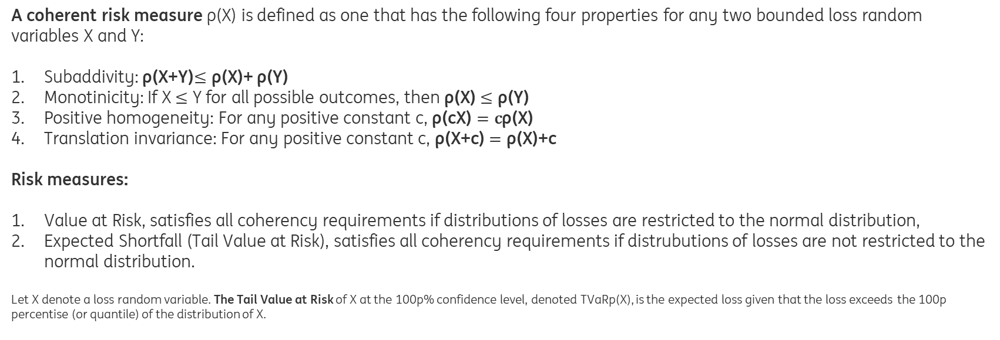 A coherent risk measure ρ(X) is defined as one that has the following four properties for any two bounded loss random
variables X and Y:
1. Subaddivity: ρ(X+Y)≤ ρ(X)+ ρ(Y)
2. Monotinicity: If X ≤ Y for all possible outcomes, then ρ(X) ≤ ρ(Y)
3. Positive homogeneity: For any positive constant c, ρ(cX) = cρ(X)
4. Translation invariance: For any positive constant c, ρ(X+c) = ρ(X)+c
Risk measures:
1. Value at Risk, satisfies all coherency requirements if distributions of losses are restricted to the normal distribution,
2. Expected Shortfall (Tail Value at Risk), satisfies all coherency requirements if distrubutions of losses are not restricted to the
normal distribution.
Let X denote a loss random variable. The Tail Value at Risk of X at the 100p% confidence level, denoted TVaRp(X), is the expected loss given that the loss exceeds the 100p
percentise (or quantile) of the distribution of X.